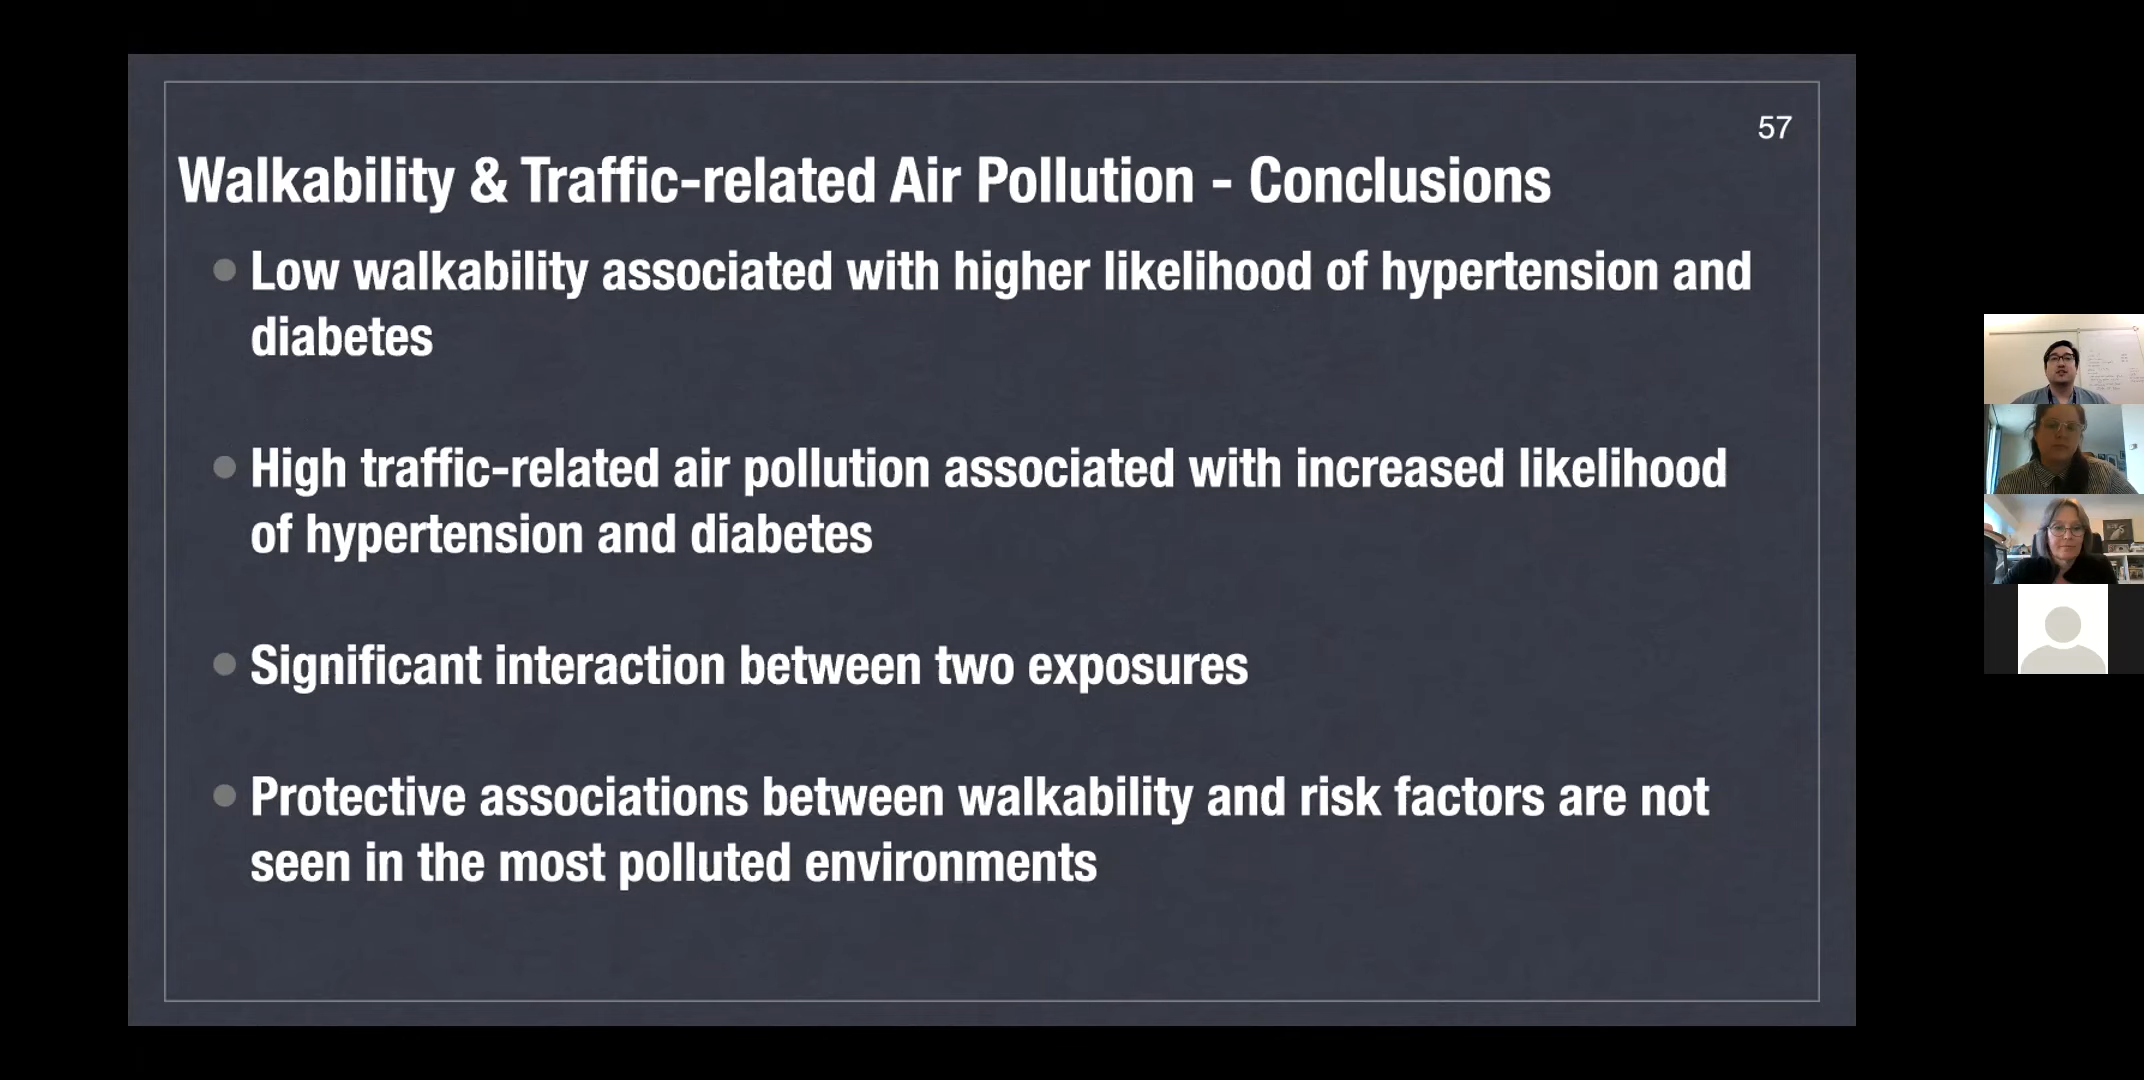 57
Walkability & Traffic-related Air Pollution - Conclusions
Low walkability associated with higher likelihood of hypertension and
diabetes
High traffic-related air pollution associated with increased likelihood
of hypertension and diabetes
Significant interaction between two exposures
Protective associations between walkability and risk factors are not
seen in the most polluted environments